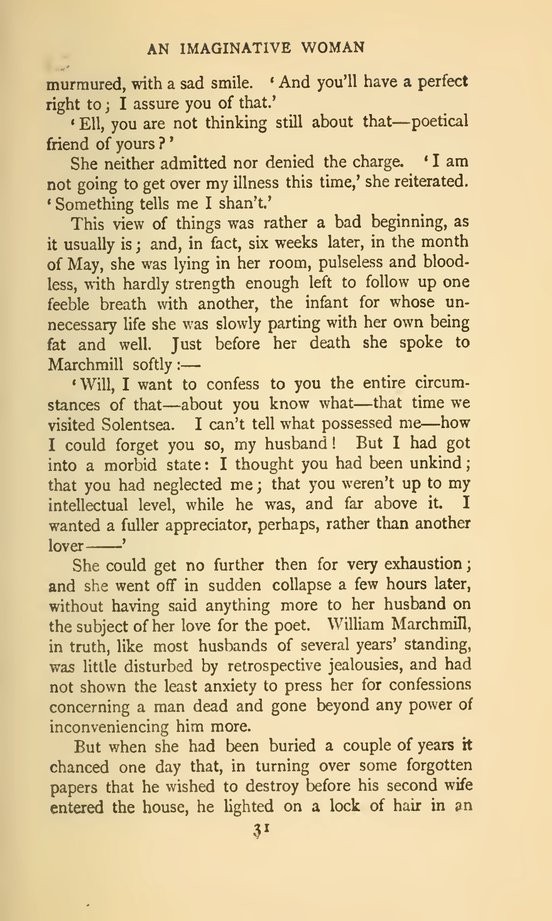 AN IMAGINATIVE WOMAN
murmured, with a sad smile. ‘And you'll have a perfect
right to; I assure you of that.’
‘Ell, you are not thinking still about that—poetical
friend of yours?’
She neither admitted nor denied the charge. ‘I am
not going to get over my illness this time,’ she reiterated.
‘Something tells me I shan't.’
This view of things was rather a bad beginning, as
it usually is; and, in fact, six weeks later, in the month
of May, she was lying in her room, pulseless and blood-
less, with hardly strength enough left to follow up one
feeble breath with another, the infant for whose un-
necessary life she was slowly parting with her own being
fat and well. Just before her death she spoke to
Marchmill softly:—
‘Will, I want to confess to you the entire circum-
stances of that—about you know what—that time we
visited Solentsea. I can't tell what possessed me—how
I could forget you so, my husband! But I had got
into a morbid state: I thought you had been unkind;
that you had neglected me; that you weren't up to my
intellectual level, while he was, and far above it. I
wanted a fuller appreciator, perhaps, rather than another
lover——’
She could get no further then for very exhaustion;
and she went off in sudden collapse a few hours later,
without having said anything more to her husband on
the subject of her love for the poet. William Marchmill,
in truth, like most husbands of several years' standing,
was little disturbed by retrospective jealousies, and had
not shown the least anxiety to press her for confessions
concerning a man dead and gone beyond any power of
inconveniencing him more.
But when she had been buried a couple of years it
chanced one day that, in turning over some forgotten
papers that he wished to destroy before his second wife
entered the house, he lighted on a lock of hair in an
31